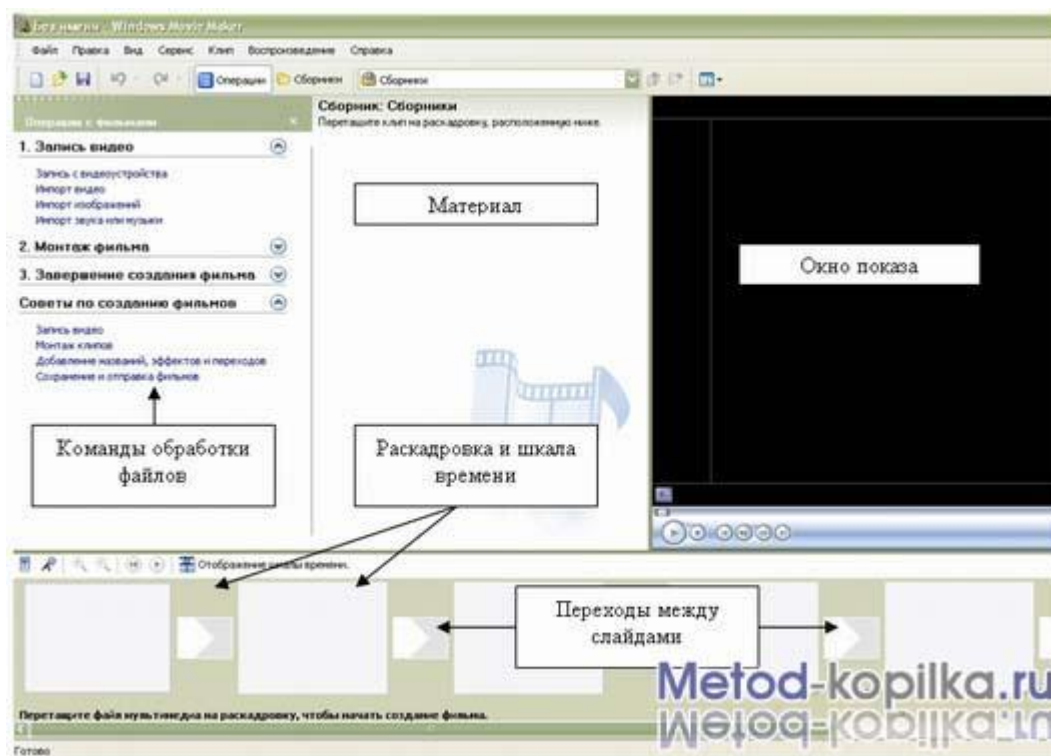 Без имени - Windows Movie Maker
Файл Правка Вид Сервис Клип Воспроизведение Справка
Операции Сборники Сборники
Операции с фильмами
Сборник: Сборники
Перетащите клип на раскадровку, расположенную ниже.
1. Запись видео
Запись с видеоустройства
Импорт видео
Импорт изображений
Импорт звука или музыки
2. Монтаж фильма
3. Завершение создания фильма
Советы по созданию фильмов
Запись видео
Монтаж клипов
Добавление названий, эффектов и переходов
Сохранение и отправка фильмов
Материал
Окно показа
Команды обработки
файлов
Раскадровка и шкала
времени
Отображение шкалы времени.
Переходы между
слайдами
Metod-kopilka.ru
Перетащите файл мультимедиа на раскадровку, чтобы начать создание фильма.
Готово